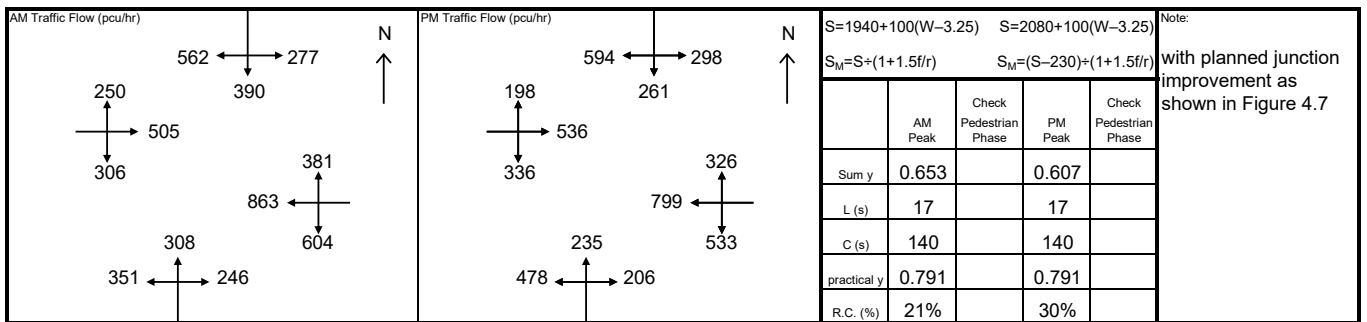 AM Traffic Flow (pcu/hr)
N
562
277
390
250
505
306
381
863
604
308
351
246
PM Traffic Flow (pcu/hr)
N
594
298
261
198
536
336
326
799
533
235
478
206
S=1940+100(W–3.25) S=2080+100(W–3.25)
S_M=S÷(1+1.5f/r) S_M=(S–230)÷(1+1.5f/r)
AM Peak Check Pedestrian Phase PM Peak Check Pedestrian Phase
Sum y 0.653 0.607
L (s) 17 17
C (s) 140 140
practical y 0.791 0.791
R.C. (%) 21% 30%
Note:
with planned junction
improvement as
shown in Figure 4.7